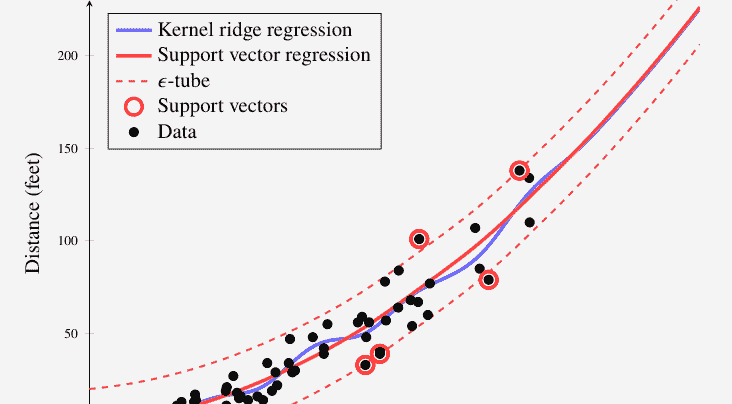 200
150
100
50
Distance (feet)
Kernel ridge regression
Support vector regression
ϵ-tube
Support vectors
Data